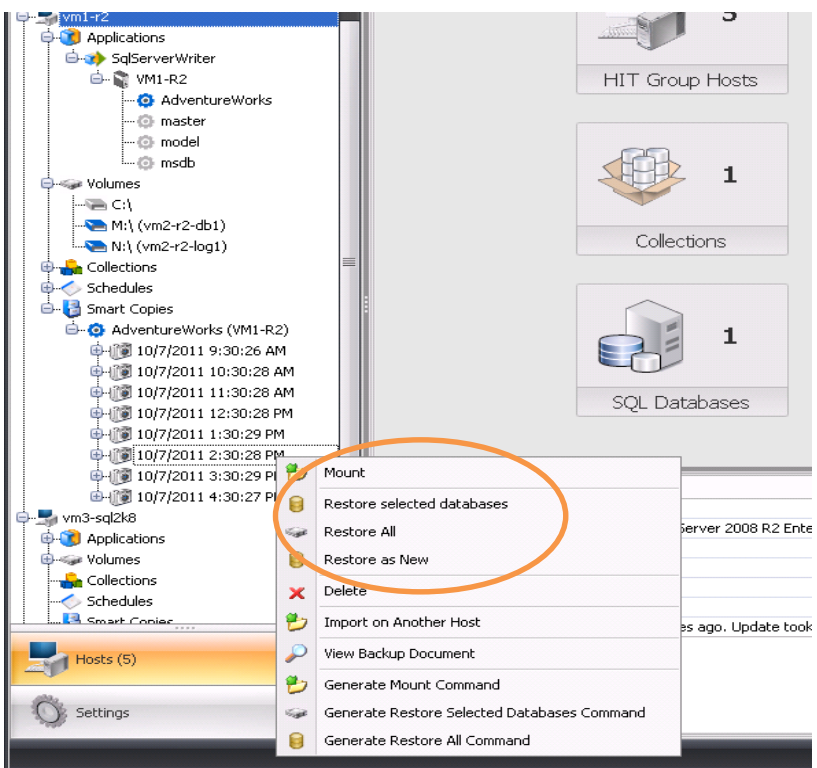 vm1-r2
Applications
SqlServerWriter
VM1-R2
AdventureWorks
master
model
msdb
Volumes
C:\
M:\ (vm2-r2-db1)
N:\ (vm2-r2-log1)
Collections
Schedules
Smart Copies
AdventureWorks (VM1-R2)
10/7/2011 9:30:26 AM
10/7/2011 10:30:28 AM
10/7/2011 11:30:28 AM
10/7/2011 12:30:28 PM
10/7/2011 1:30:29 PM
10/7/2011 2:30:28 PM
10/7/2011 3:30:29 P
10/7/2011 4:30:27 P
vm3-sql2k8
Applications
Volumes
Collections
Schedules
Smart Copies
Hosts (5)
Settings
HIT Group Hosts
1
Collections
1
SQL Databases
Mount
Restore selected databases
Restore All
Restore as New
Delete
Import on Another Host
View Backup Document
Generate Mount Command
Generate Restore Selected Databases Command
Generate Restore All Command
Server 2008 R2 Ente
es ago. Update took